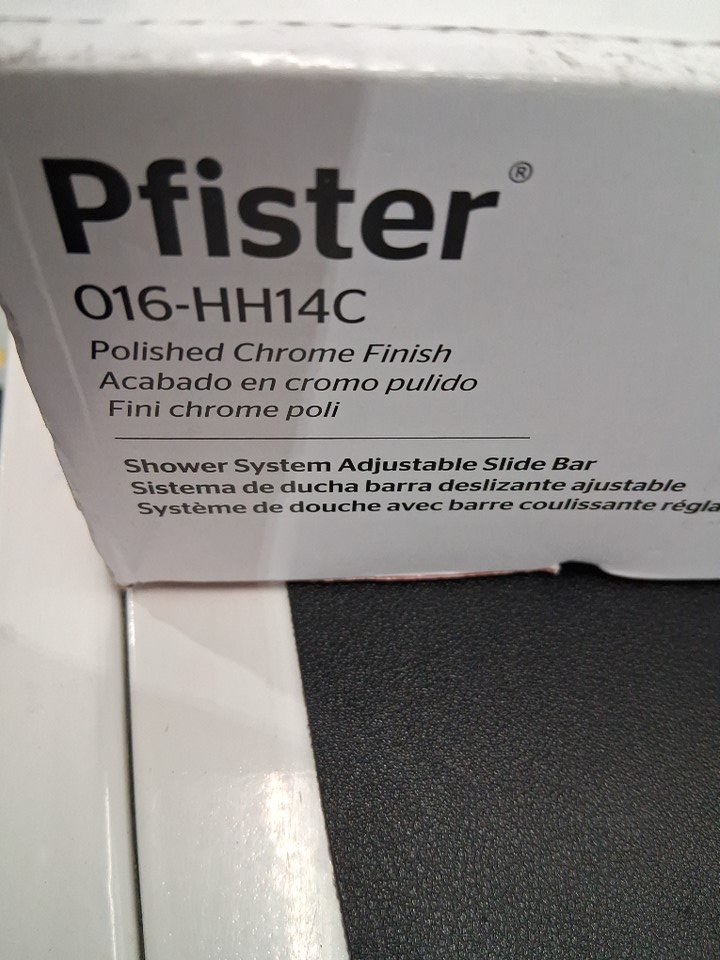 Pfister®
016-HH14C
Polished Chrome Finish
Acabado en cromo pulido
Fini chrome poli
Shower System Adjustable Slide Bar
Sistema de ducha barra deslizante ajustable
Système de douche avec barre coulissante régla